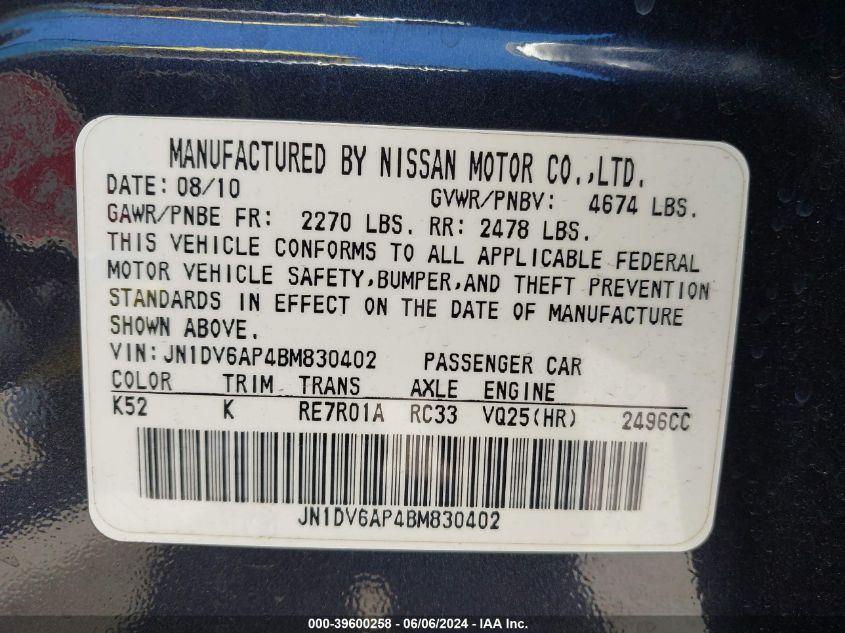 MANUFACTURED BY NISSAN MOTOR CO.,LTD.
DATE: 08/10 GVWR/PNBV: 4674 LBS.
GAWR/PNBE FR: 2270 LBS. RR: 2478 LBS.
THIS VEHICLE CONFORMS TO ALL APPLICABLE FEDERAL
MOTOR VEHICLE SAFETY,BUMPER,AND THEFT PREVENTION
STANDARDS IN EFFECT ON THE DATE OF MANUFACTURE
SHOWN ABOVE.
VIN: JN1DV6AP4BM830402 PASSENGER CAR
COLOR TRIM TRANS AXLE ENGINE
K52 K RE7R01A RC33 VQ25(HR) 2496CC
JN1DV6AP4BM830402
000-39600258 - 06/06/2024 - IAA Inc.